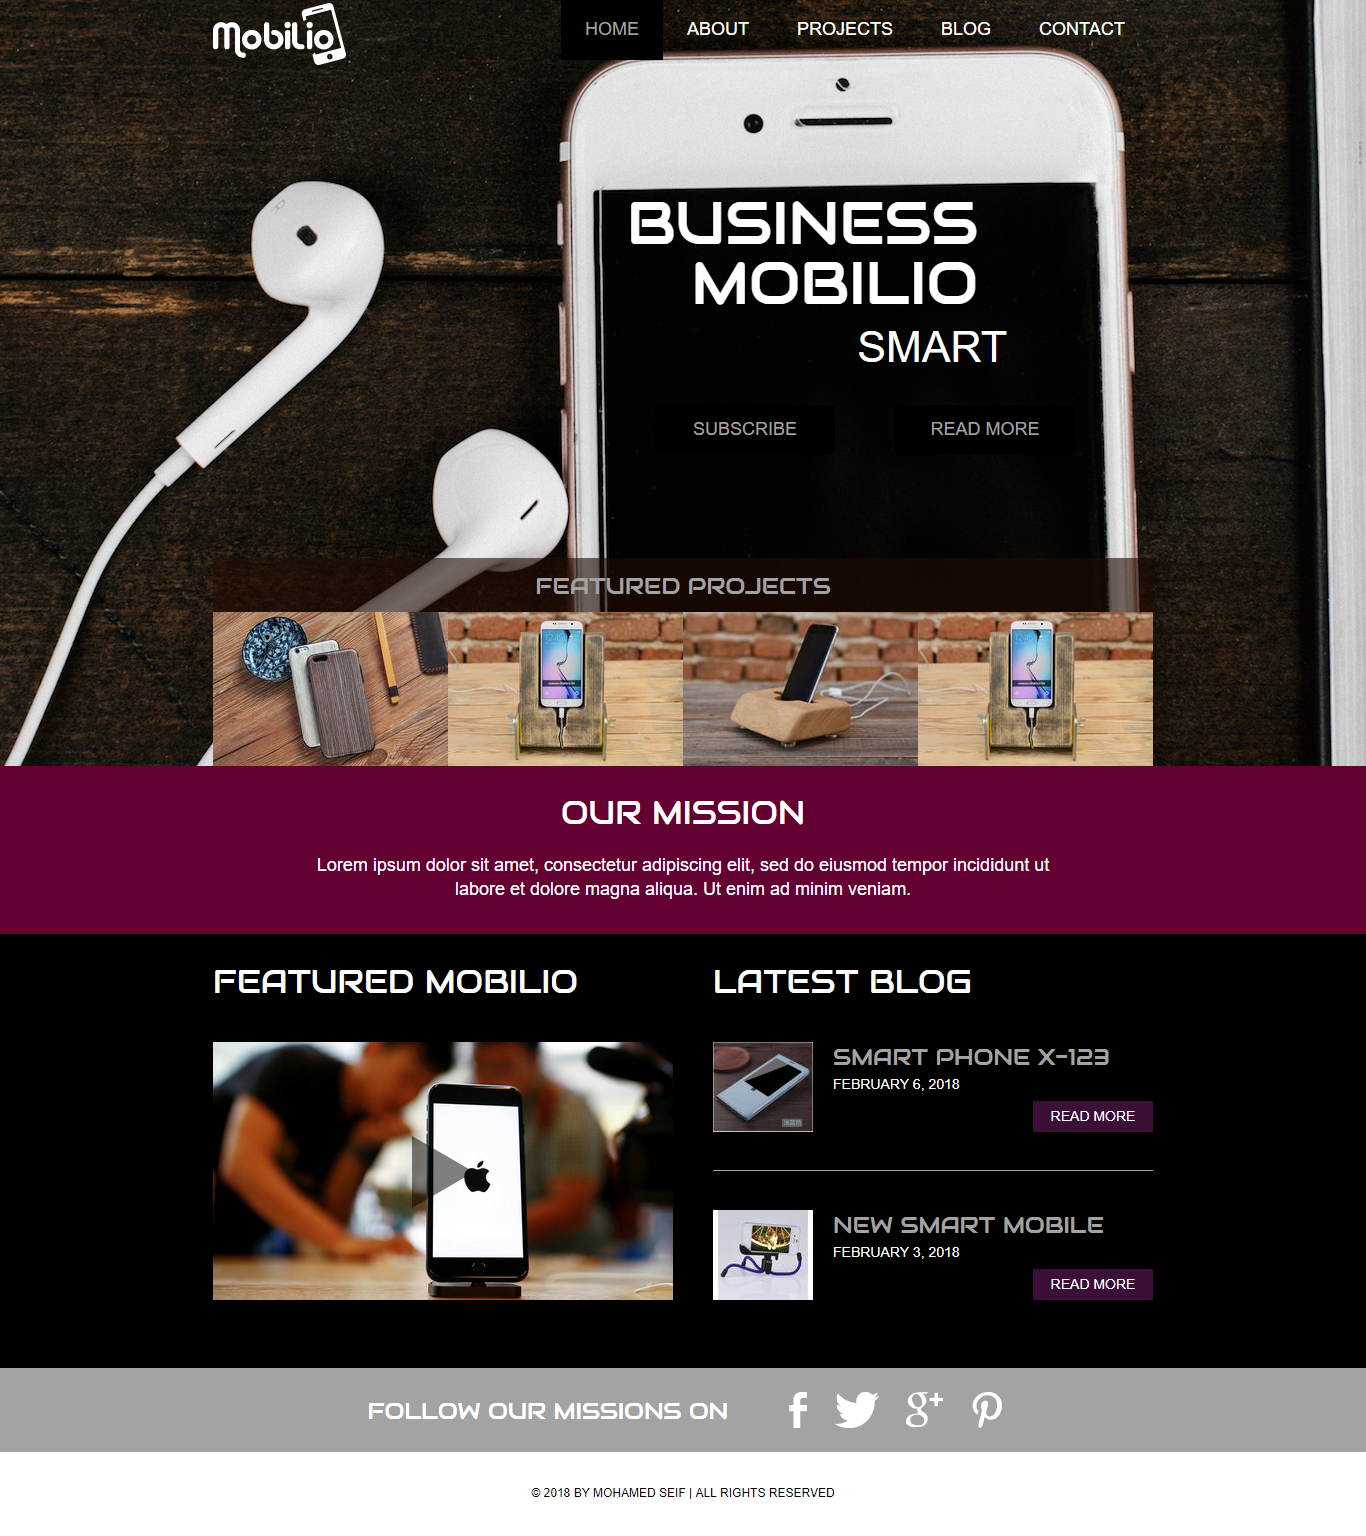 Mobilio
HOME ABOUT PROJECTS BLOG CONTACT
BUSINESS
MOBILIO
SMART
SUBSCRIBE READ MORE
FEATURED PROJECTS
OUR MISSION
Lorem ipsum dolor sit amet, consectetur adipiscing elit, sed do eiusmod tempor incididunt ut
labore et dolore magna aliqua. Ut enim ad minim veniam.
FEATURED MOBILIO
LATEST BLOG
SMART PHONE X-123
FEBRUARY 6, 2018
READ MORE
NEW SMART MOBILE
FEBRUARY 3, 2018
READ MORE
FOLLOW OUR MISSIONS ON
© 2018 BY MOHAMED SEIF | ALL RIGHTS RESERVED